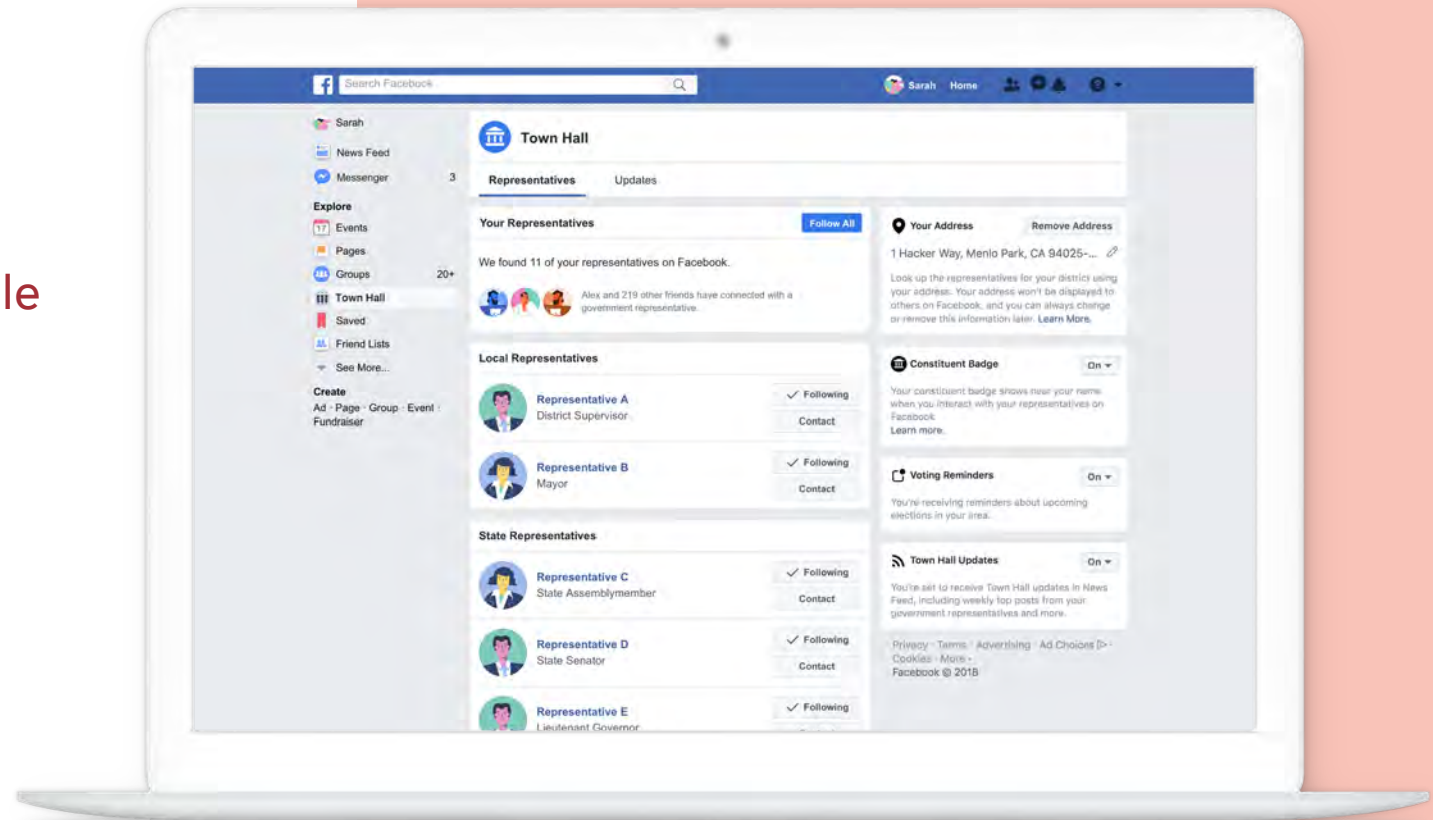 le
f
Search Facebook
Sarah Home
Sarah
News Feed
Messenger 3
Explore
17 Events
Pages
Groups 20+
Town Hall
Saved
Friend Lists
See More...
Create
Ad · Page · Group · Event ·
Fundraiser
Town Hall
Representatives Updates
Your Representatives Follow All
We found 11 of your representatives on Facebook.
Alex and 219 other friends have connected with a
government representative.
Local Representatives
Representative A
District Supervisor
Following
Contact
Representative B
Mayor
Following
Contact
State Representatives
Representative C
State Assemblymember
Following
Contact
Representative D
State Senator
Following
Contact
Representative E
Lieutenant Governor
Following
Your Address Remove Address
1 Hacker Way, Menlo Park, CA 94025-...
Look up the representatives for your district using
your address. Your address won't be displayed to
others on Facebook, and you can always change
or remove this information later. Learn More.
Constituent Badge On
Your constituent badge shows near your name
when you interact with your representatives on
Facebook.
Learn more.
Voting Reminders On
You're receiving reminders about upcoming
elections in your area.
Town Hall Updates On
You're set to receive Town Hall updates in News
Feed, including weekly top posts from your
government representatives and more.
Privacy · Terms · Advertising · Ad Choices ·
Cookies · More
Facebook © 2018